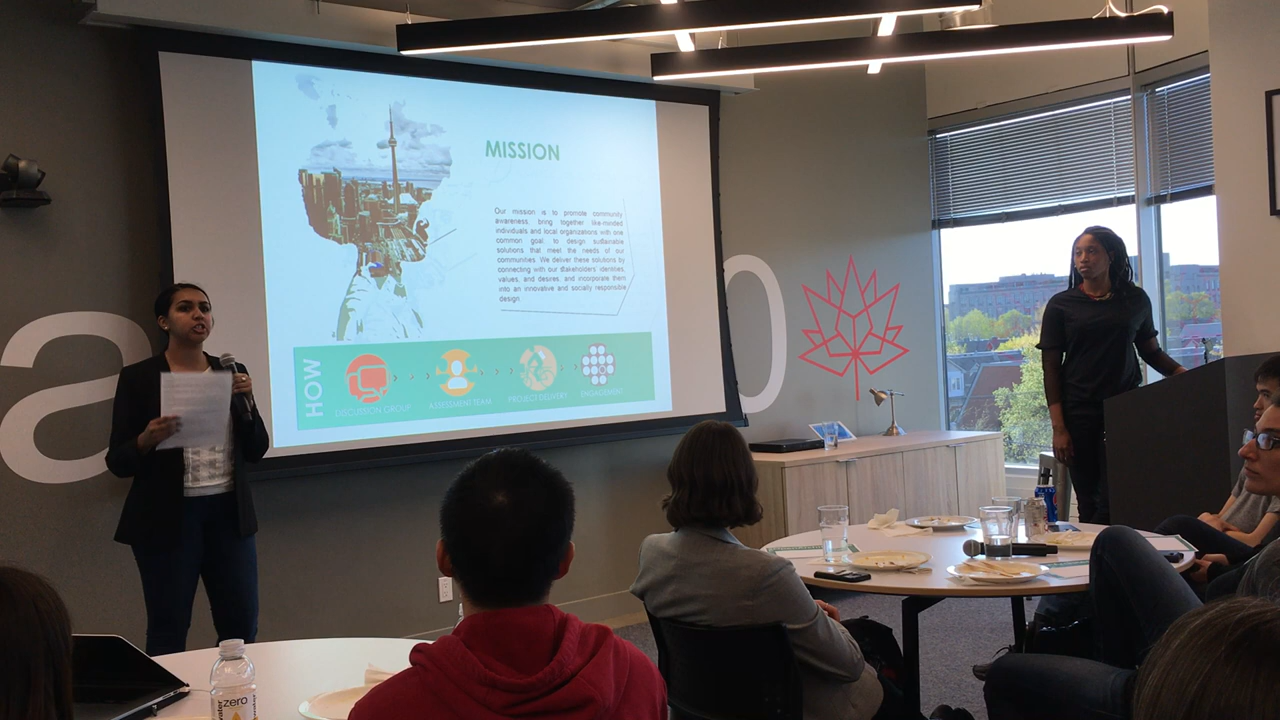 MISSION
Our mission is to promote community
awareness, bring together like-minded
individuals and local organizations with one
common goal to design sustainable
solutions that meet the needs of our
communities. We deliver these solutions by
connecting with our stakeholders' identities,
values, and desires, and incorporate them
into an innovative and socially responsible
design.
HOW
DISCUSSION GROUP
ASSESSMENT TEAM
PROJECT DELIVERY
ENGAGEMENT
a
water
zero